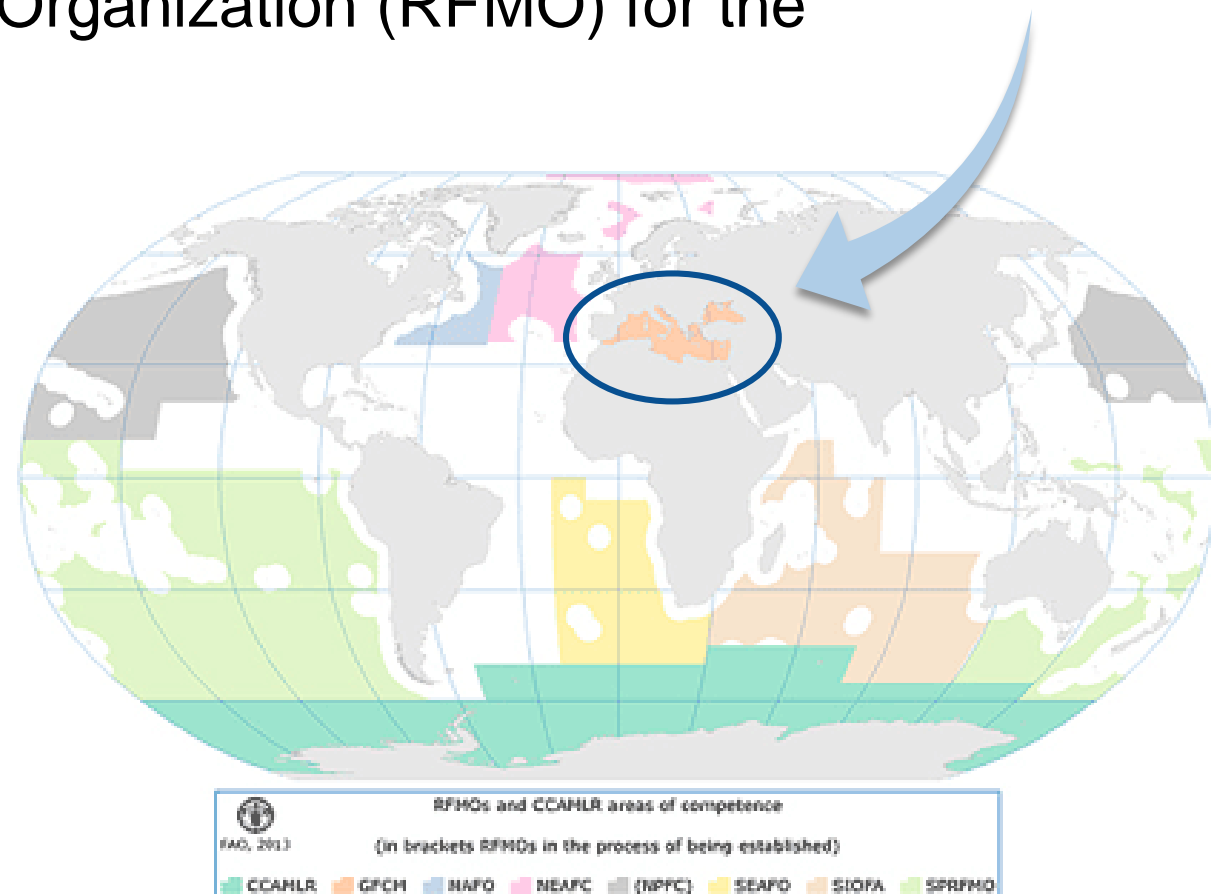 Organization (RFMO) for the
RFMOs and CCAMLR areas of competence
FAO, 2013
(in brackets RFMOs in the process of being established)
CCAMLR GFCM NAFO NEAFC (NPFC) SEAFO SIOFA SPRFMO